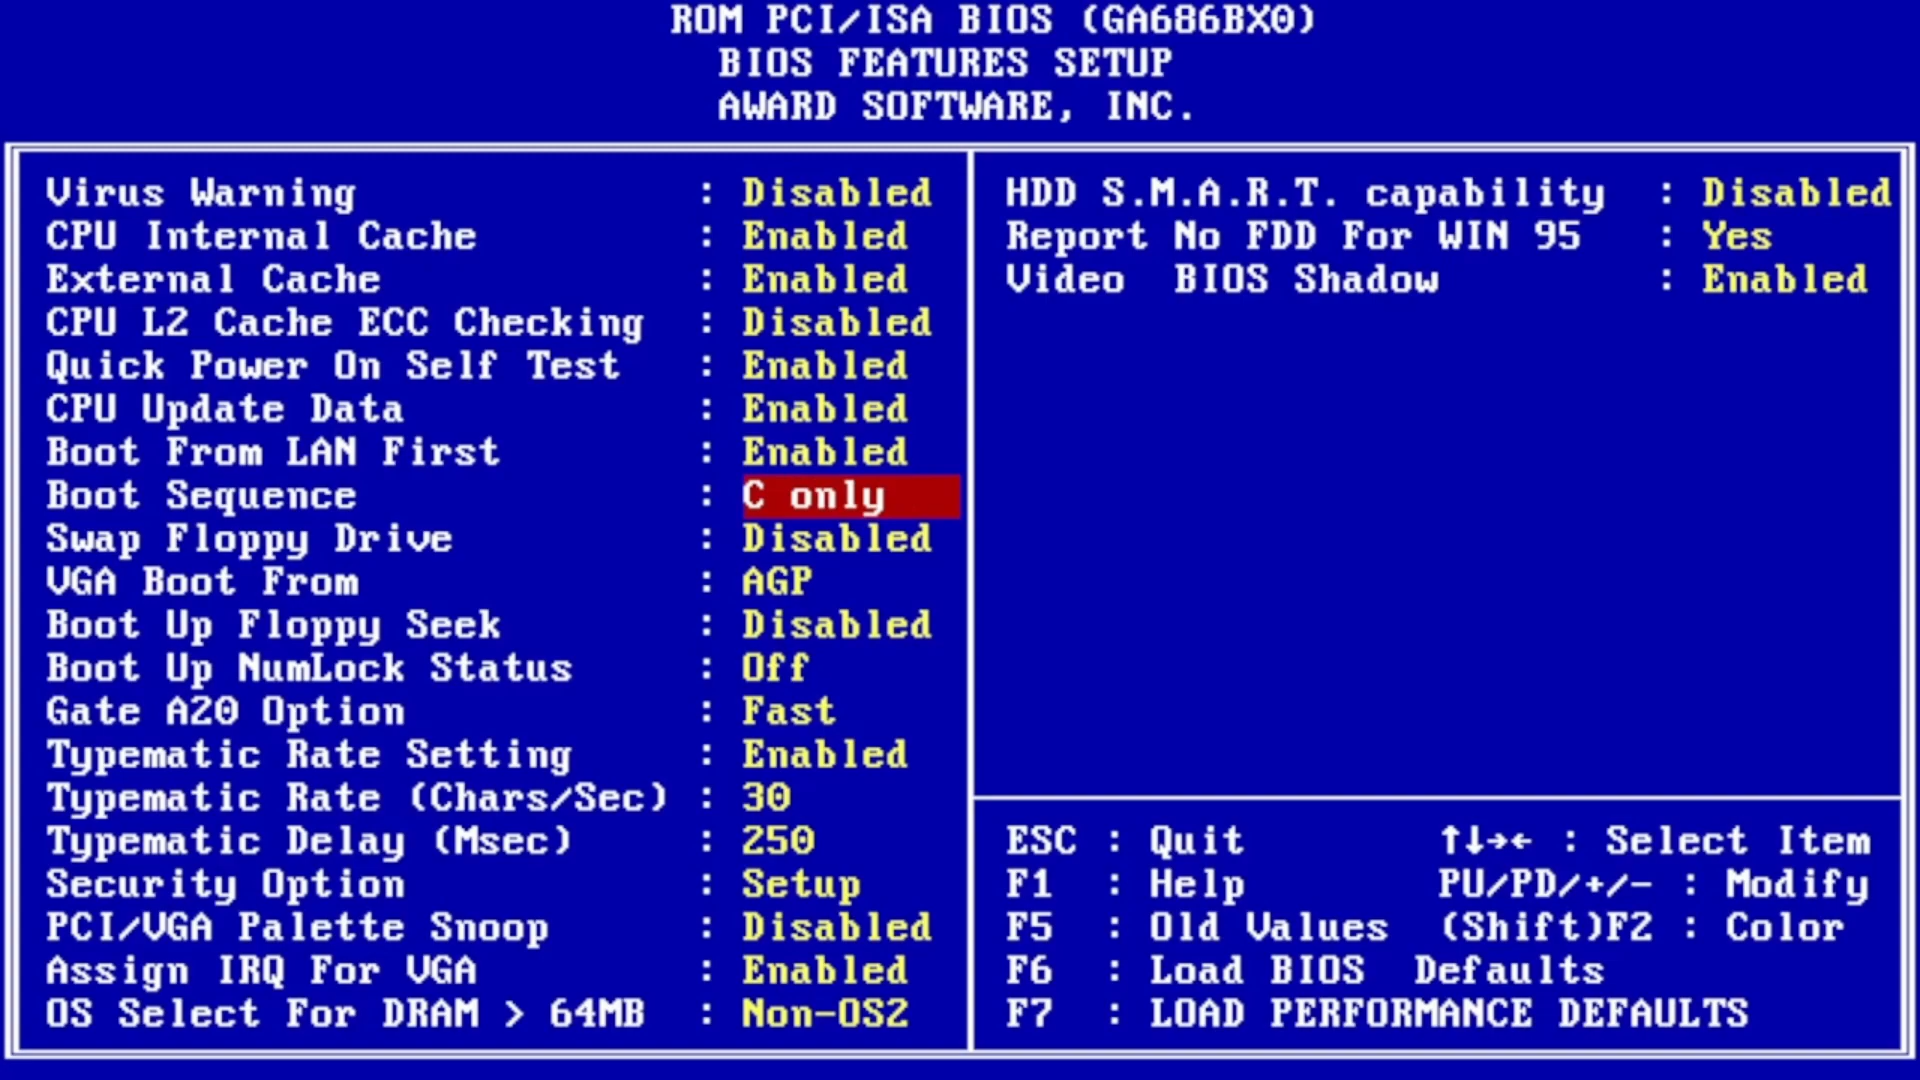 ROM PCI/ISA BIOS (GA686BX0)
BIOS FEATURES SETUP
AWARD SOFTWARE, INC.
Virus Warning : Disabled
CPU Internal Cache : Enabled
External Cache : Enabled
CPU L2 Cache ECC Checking : Disabled
Quick Power On Self Test : Enabled
CPU Update Data : Enabled
Boot From LAN First : Enabled
Boot Sequence : C only
Swap Floppy Drive : Disabled
VGA Boot From : AGP
Boot Up Floppy Seek : Disabled
Boot Up NumLock Status : Off
Gate A20 Option : Fast
Typematic Rate Setting : Enabled
Typematic Rate (Chars/Sec) : 30
Typematic Delay (Msec) : 250
Security Option : Setup
PCI/VGA Palette Snoop : Disabled
Assign IRQ For VGA : Enabled
OS Select For DRAM > 64MB : Non-OS2
HDD S.M.A.R.T. capability : Disabled
Report No FDD For WIN 95 : Yes
Video BIOS Shadow : Enabled
ESC : Quit ↑↓→← : Select Item
F1 : Help PU/PD/+/- : Modify
F5 : Old Values (Shift)F2 : Color
F6 : Load BIOS Defaults
F7 : LOAD PERFORMANCE DEFAULTS